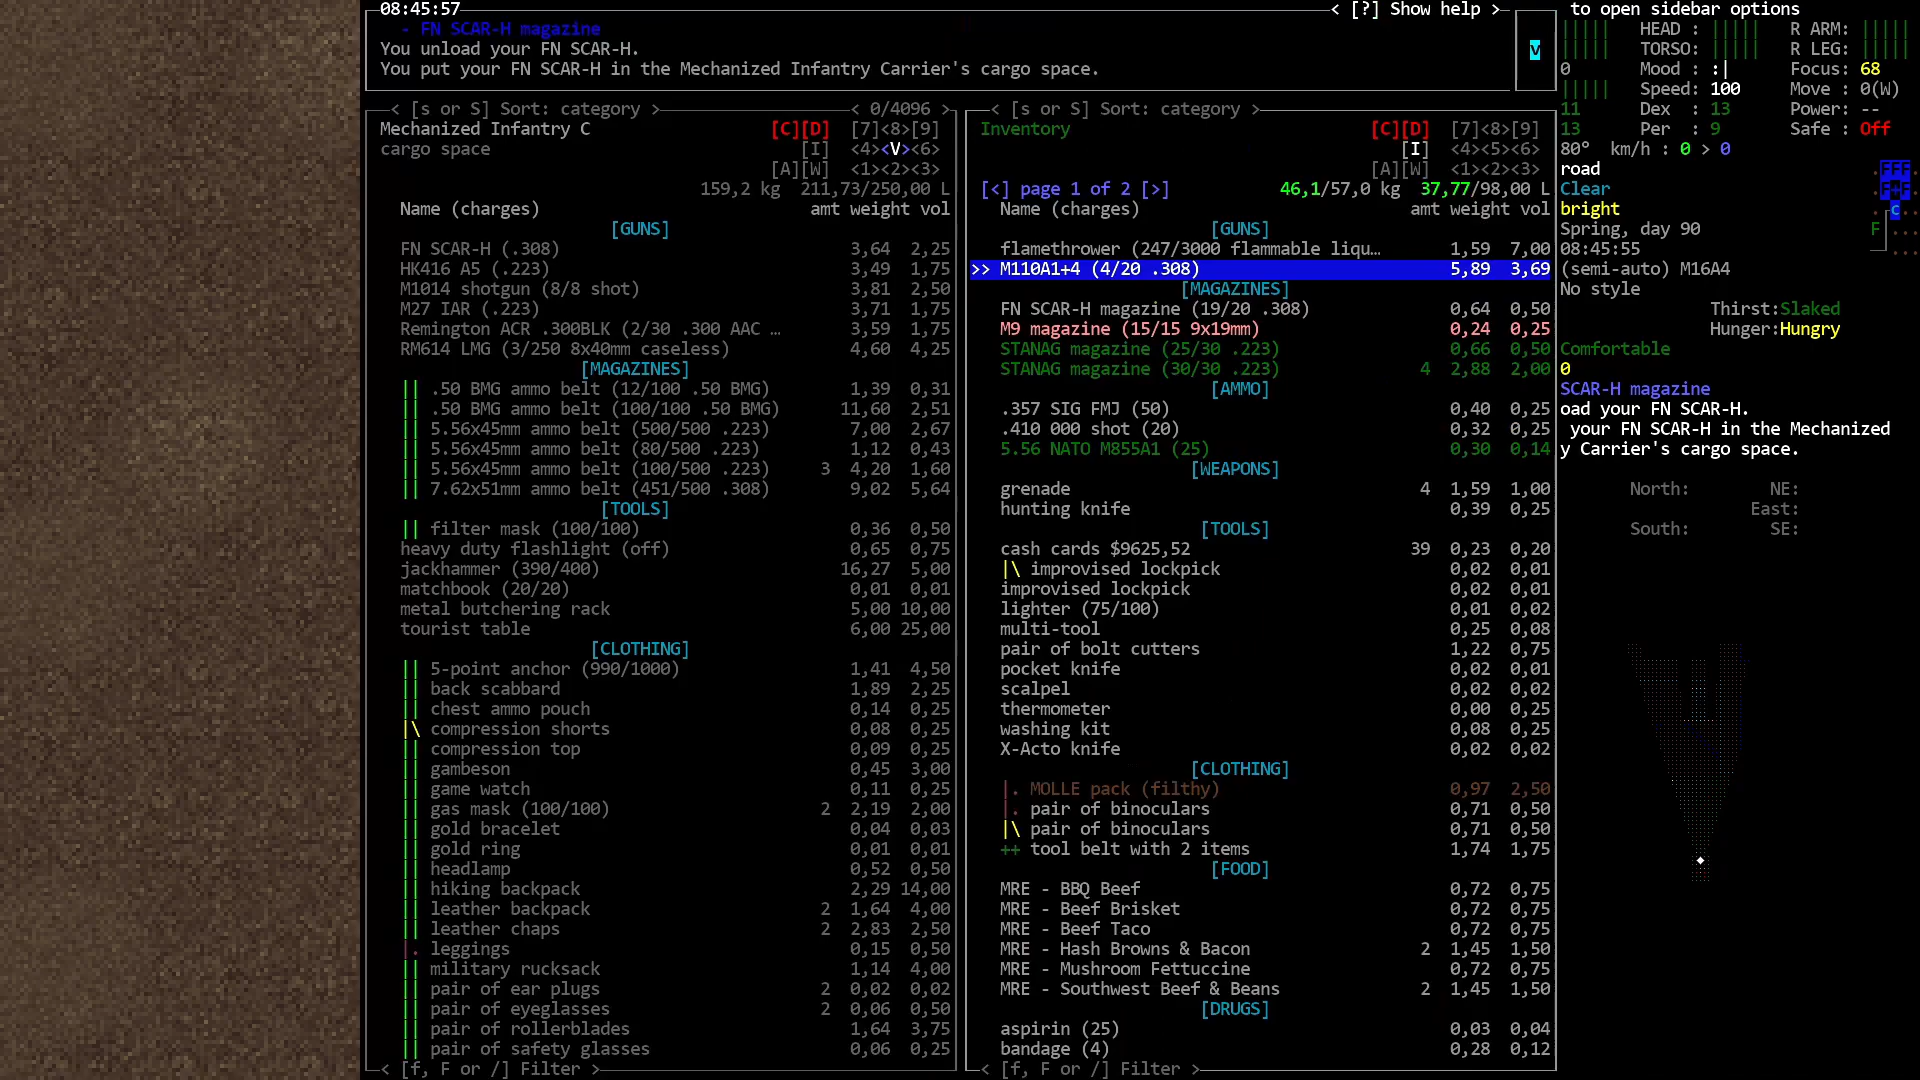 08:45:57 < [?] Show help >
- FN SCAR-H magazine
You unload your FN SCAR-H.
You put your FN SCAR-H in the Mechanized Infantry Carrier's cargo space.
v
< [s or S] Sort: category > < 0/4096 >
Mechanized Infantry C [C][D] [7]<8>[9]
cargo space [I] <4><V><6>
[A][W] <1><2><3>
159,2 kg 211,73/250,00 L
Name (charges) amt weight vol
[GUNS]
FN SCAR-H (.308) 3,64 2,25
HK416 A5 (.223) 3,49 1,75
M1014 shotgun (8/8 shot) 3,81 2,50
M27 IAR (.223) 3,71 1,75
Remington ACR .300BLK (2/30 .300 AAC … 3,59 1,75
RM614 LMG (3/250 8x40mm caseless) 4,60 4,25
[MAGAZINES]
|| .50 BMG ammo belt (12/100 .50 BMG) 1,39 0,31
|| .50 BMG ammo belt (100/100 .50 BMG) 11,60 2,51
|| 5.56x45mm ammo belt (500/500 .223) 7,00 2,67
|| 5.56x45mm ammo belt (80/500 .223) 1,12 0,43
|| 5.56x45mm ammo belt (100/500 .223) 3 4,20 1,60
|| 7.62x51mm ammo belt (451/500 .308) 9,02 5,64
[TOOLS]
|| filter mask (100/100) 0,36 0,50
heavy duty flashlight (off) 0,65 0,75
jackhammer (390/400) 16,27 5,00
matchbook (20/20) 0,01 0,01
metal butchering rack 5,00 10,00
tourist table 6,00 25,00
[CLOTHING]
|| 5-point anchor (990/1000) 1,41 4,50
|| back scabbard 1,89 2,25
|| chest ammo pouch 0,14 0,25
|\ compression shorts 0,08 0,25
|| compression top 0,09 0,25
|| gambeson 0,45 3,00
|| game watch 0,11 0,25
|| gas mask (100/100) 2 2,19 2,00
|| gold bracelet 0,04 0,03
|| gold ring 0,01 0,01
|| headlamp 0,52 0,50
|| hiking backpack 2,29 14,00
|| leather backpack 2 1,64 4,00
|| leather chaps 2 2,83 2,50
|. leggings 0,15 0,50
|| military rucksack 1,14 4,00
|| pair of ear plugs 2 0,02 0,02
|| pair of eyeglasses 2 0,06 0,50
|| pair of rollerblades 1,64 3,75
|| pair of safety glasses 0,06 0,25
< [f, F or /] Filter >
< [s or S] Sort: category >
Inventory [C][D] [7]<8>[9]
[I] <4><5><6>
[A][W] <1><2><3>
[<] page 1 of 2 [>] 46,1/57,0 kg 37,77/98,00 L
Name (charges) amt weight vol
[GUNS]
flamethrower (247/3000 flammable liqu… 1,59 7,00
>> M110A1+4 (4/20 .308) 5,89 3,69
[MAGAZINES]
FN SCAR-H magazine (19/20 .308) 0,64 0,50
M9 magazine (15/15 9x19mm) 0,24 0,25
STANAG magazine (25/30 .223) 0,66 0,50
STANAG magazine (30/30 .223) 4 2,88 2,00
[AMMO]
.357 SIG FMJ (50) 0,40 0,25
.410 000 shot (20) 0,32 0,25
5.56 NATO M855A1 (25) 0,30 0,14
[WEAPONS]
grenade 4 1,59 1,00
hunting knife 0,39 0,25
[TOOLS]
cash cards $9625,52 39 0,23 0,20
|\ improvised lockpick 0,02 0,01
improvised lockpick 0,02 0,01
lighter (75/100) 0,01 0,02
multi-tool 0,25 0,08
pair of bolt cutters 1,22 0,75
pocket knife 0,02 0,01
scalpel 0,02 0,02
thermometer 0,00 0,25
washing kit 0,08 0,25
X-Acto knife 0,02 0,02
[CLOTHING]
|. MOLLE pack (filthy) 0,97 2,50
|. pair of binoculars 0,71 0,50
|\ pair of binoculars 0,71 0,50
++ tool belt with 2 items 1,74 1,75
[FOOD]
MRE - BBQ Beef 0,72 0,75
MRE - Beef Brisket 0,72 0,75
MRE - Beef Taco 0,72 0,75
MRE - Hash Browns & Bacon 2 1,45 1,50
MRE - Mushroom Fettuccine 0,72 0,75
MRE - Southwest Beef & Beans 2 1,45 1,50
[DRUGS]
aspirin (25) 0,03 0,04
bandage (4) 0,28 0,12
< [f, F or /] Filter >
to open sidebar options
||||| HEAD : ||||| R ARM: |||||
||||| TORSO: ||||| R LEG: |||||
0 Mood : :| Focus: 68
||||| Speed: 100 Move : 0(W)
11 Dex : 13 Power: --
13 Per : 9 Safe : Off
80° km/h : 0 > 0
road
Clear
bright
Spring, day 90
08:45:55
(semi-auto) M16A4
No style
Thirst:Slaked
Hunger:Hungry
Comfortable
0
SCAR-H magazine
oad your FN SCAR-H.
your FN SCAR-H in the Mechanized
y Carrier's cargo space.
North: NE:
East:
South: SE:
FFF
F+F
c
F